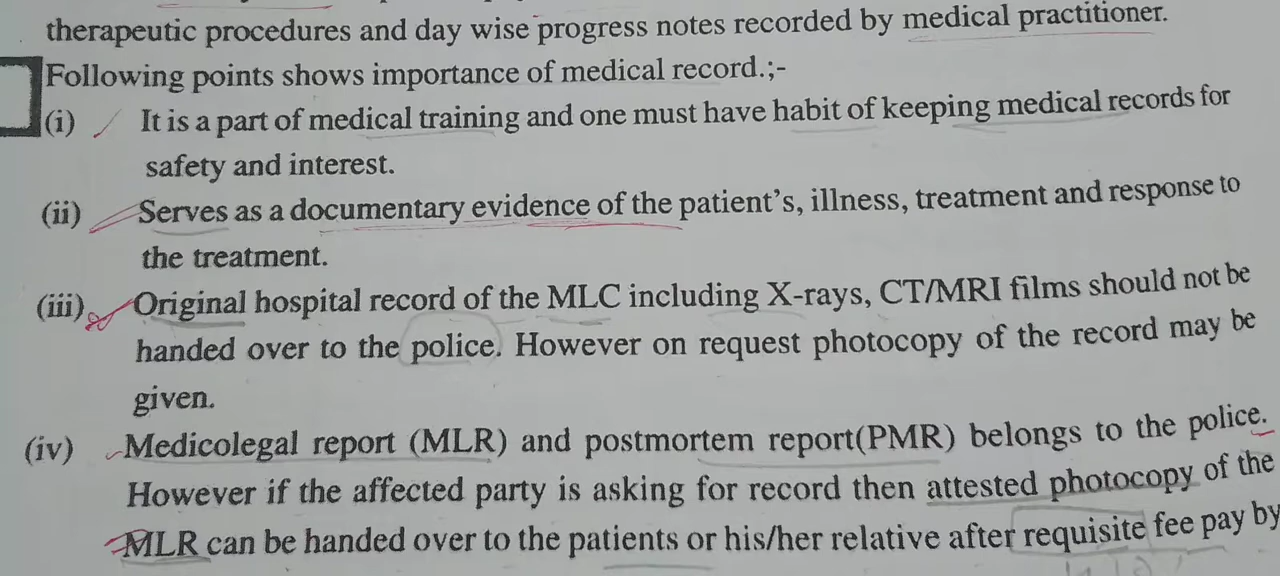 therapeutic procedures and day wise progress notes recorded by medical practitioner.
Following points shows importance of medical record.;-
(i) It is a part of medical training and one must have habit of keeping medical records for
safety and interest.
(ii) Serves as a documentary evidence of the patient's, illness, treatment and response to
the treatment.
(iii) Original hospital record of the MLC including X-rays, CT/MRI films should not be
handed over to the police. However on request photocopy of the record may be
given.
(iv) Medicolegal report (MLR) and postmortem report(PMR) belongs to the police.
However if the affected party is asking for record then attested photocopy of the
MLR can be handed over to the patients or his/her relative after requisite fee pay by